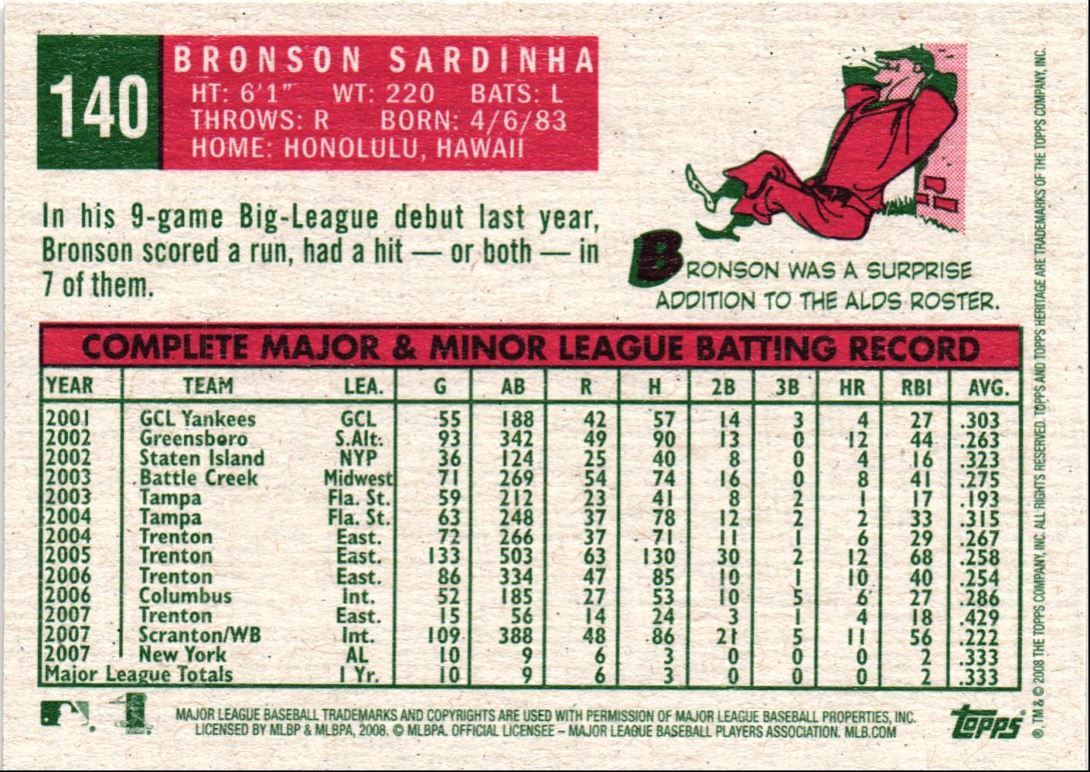 140
BRONSON SARDINHA
HT: 6'1" WT: 220 BATS: L
THROWS: R BORN: 4/6/83
HOME: HONOLULU, HAWAII
In his 9-game Big-League debut last year,
Bronson scored a run, had a hit — or both — in
7 of them.
BRONSON WAS A SURPRISE
ADDITION TO THE ALDS ROSTER.
COMPLETE MAJOR & MINOR LEAGUE BATTING RECORD
YEAR TEAM LEA. G AB R H 2B 3B HR RBI AVG.
2001 GCL Yankees GCL 55 188 42 57 14 3 4 27 .303
2002 Greensboro S.Alt. 93 342 49 90 13 0 12 44 .263
2002 Staten Island NYP 36 124 25 40 8 0 4 16 .323
2003 Battle Creek Midwest 71 269 54 74 16 0 8 41 .275
2003 Tampa Fla. St. 59 212 23 41 8 2 1 17 .193
2004 Tampa Fla. St. 63 248 37 78 12 2 2 33 .315
2004 Trenton East. 72 266 37 71 11 1 6 29 .267
2005 Trenton East. 133 503 63 130 30 2 12 68 .258
2006 Trenton East. 86 334 47 85 10 1 10 40 .254
2006 Columbus Int. 52 185 27 53 10 5 6 27 .286
2007 Trenton East. 15 56 14 24 3 1 4 18 .429
2007 Scranton/WB Int. 109 388 48 86 21 5 11 56 .222
2007 New York AL 10 9 6 3 0 0 0 2 .333
Major League Totals 1 Yr. 10 9 6 3 0 0 0 2 .333
MAJOR LEAGUE BASEBALL TRADEMARKS AND COPYRIGHTS ARE USED WITH PERMISSION OF MAJOR LEAGUE BASEBALL PROPERTIES, INC.
LICENSED BY MLBP & MLBPA, 2008. © MLBPA. OFFICIAL LICENSEE – MAJOR LEAGUE BASEBALL PLAYERS ASSOCIATION. MLB.COM
TOPPS®
®, TM & © 2008 THE TOPPS COMPANY, INC. ALL RIGHTS RESERVED. TOPPS AND TOPPS HERITAGE ARE TRADEMARKS OF THE TOPPS COMPANY, INC.